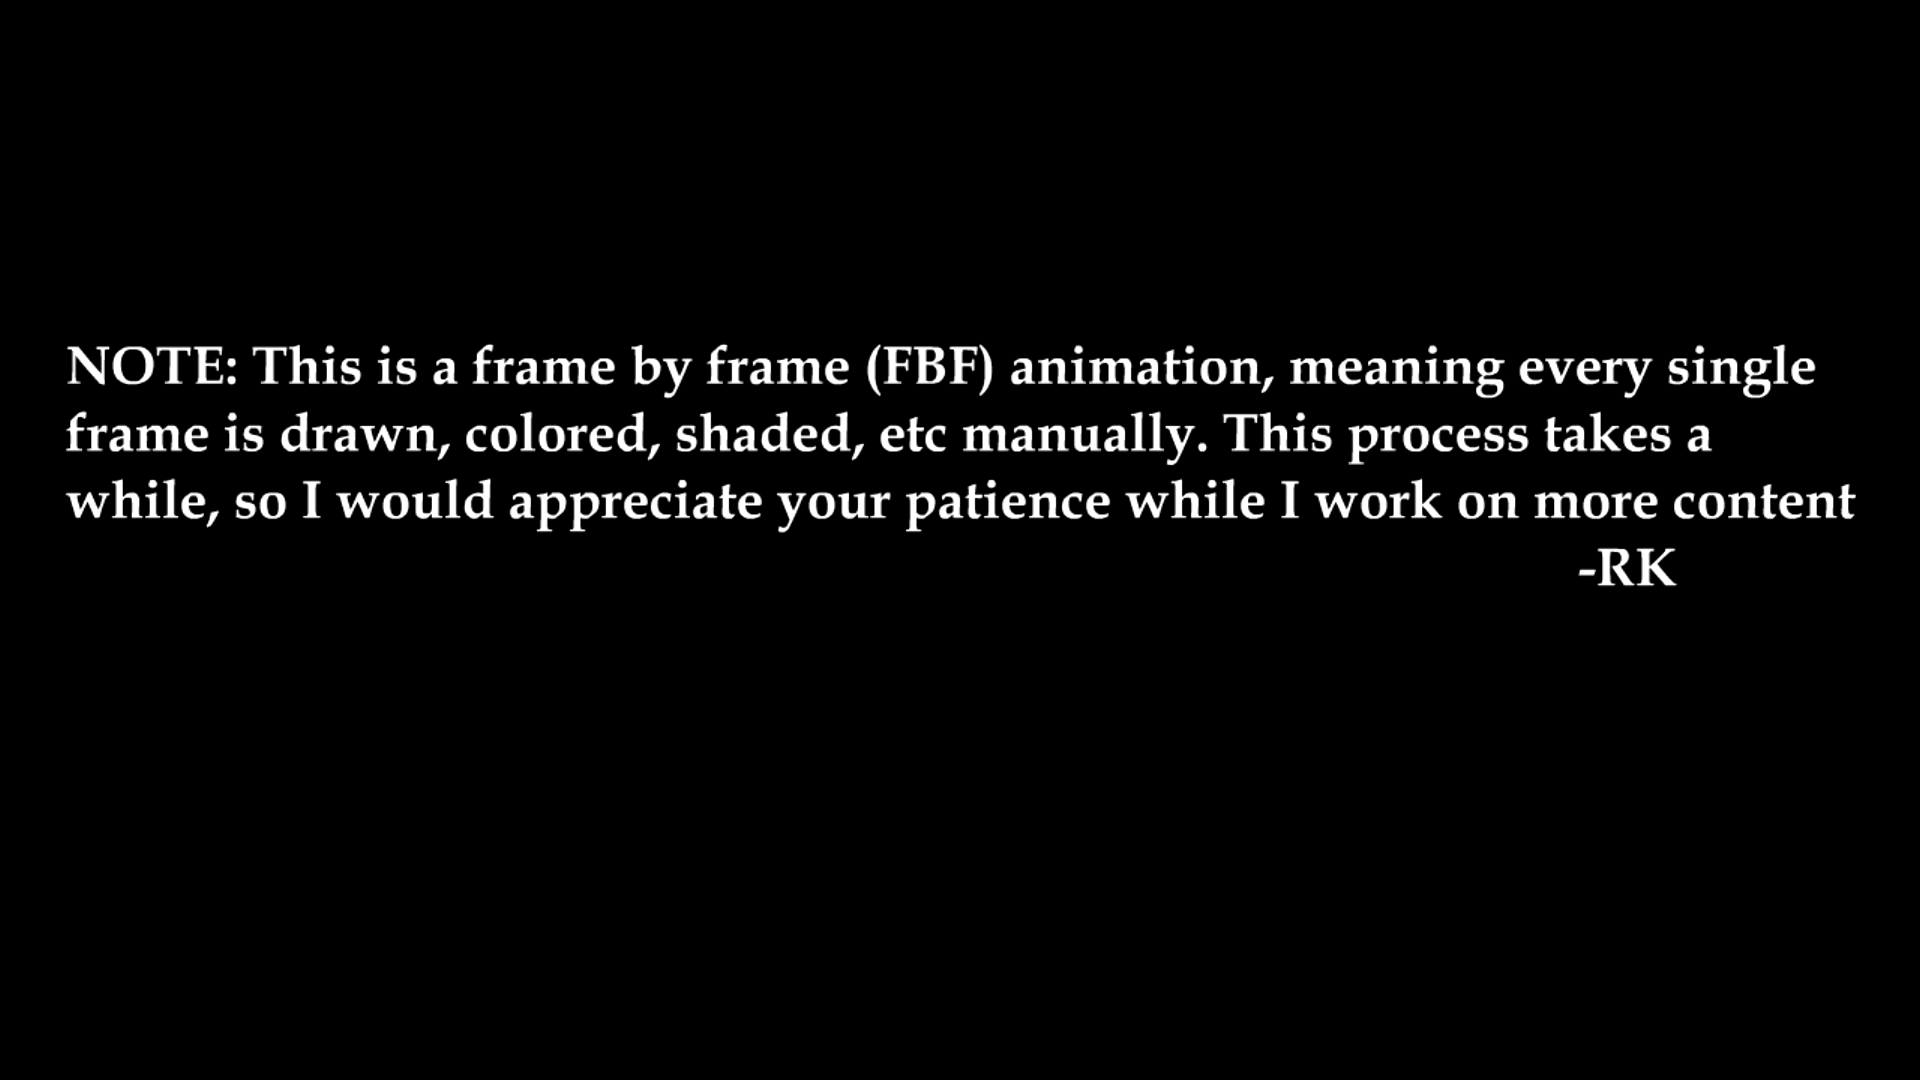 NOTE: This is a frame by frame (FBF) animation, meaning every single
frame is drawn, colored, shaded, etc manually. This process takes a
while, so I would appreciate your patience while I work on more content
-RK